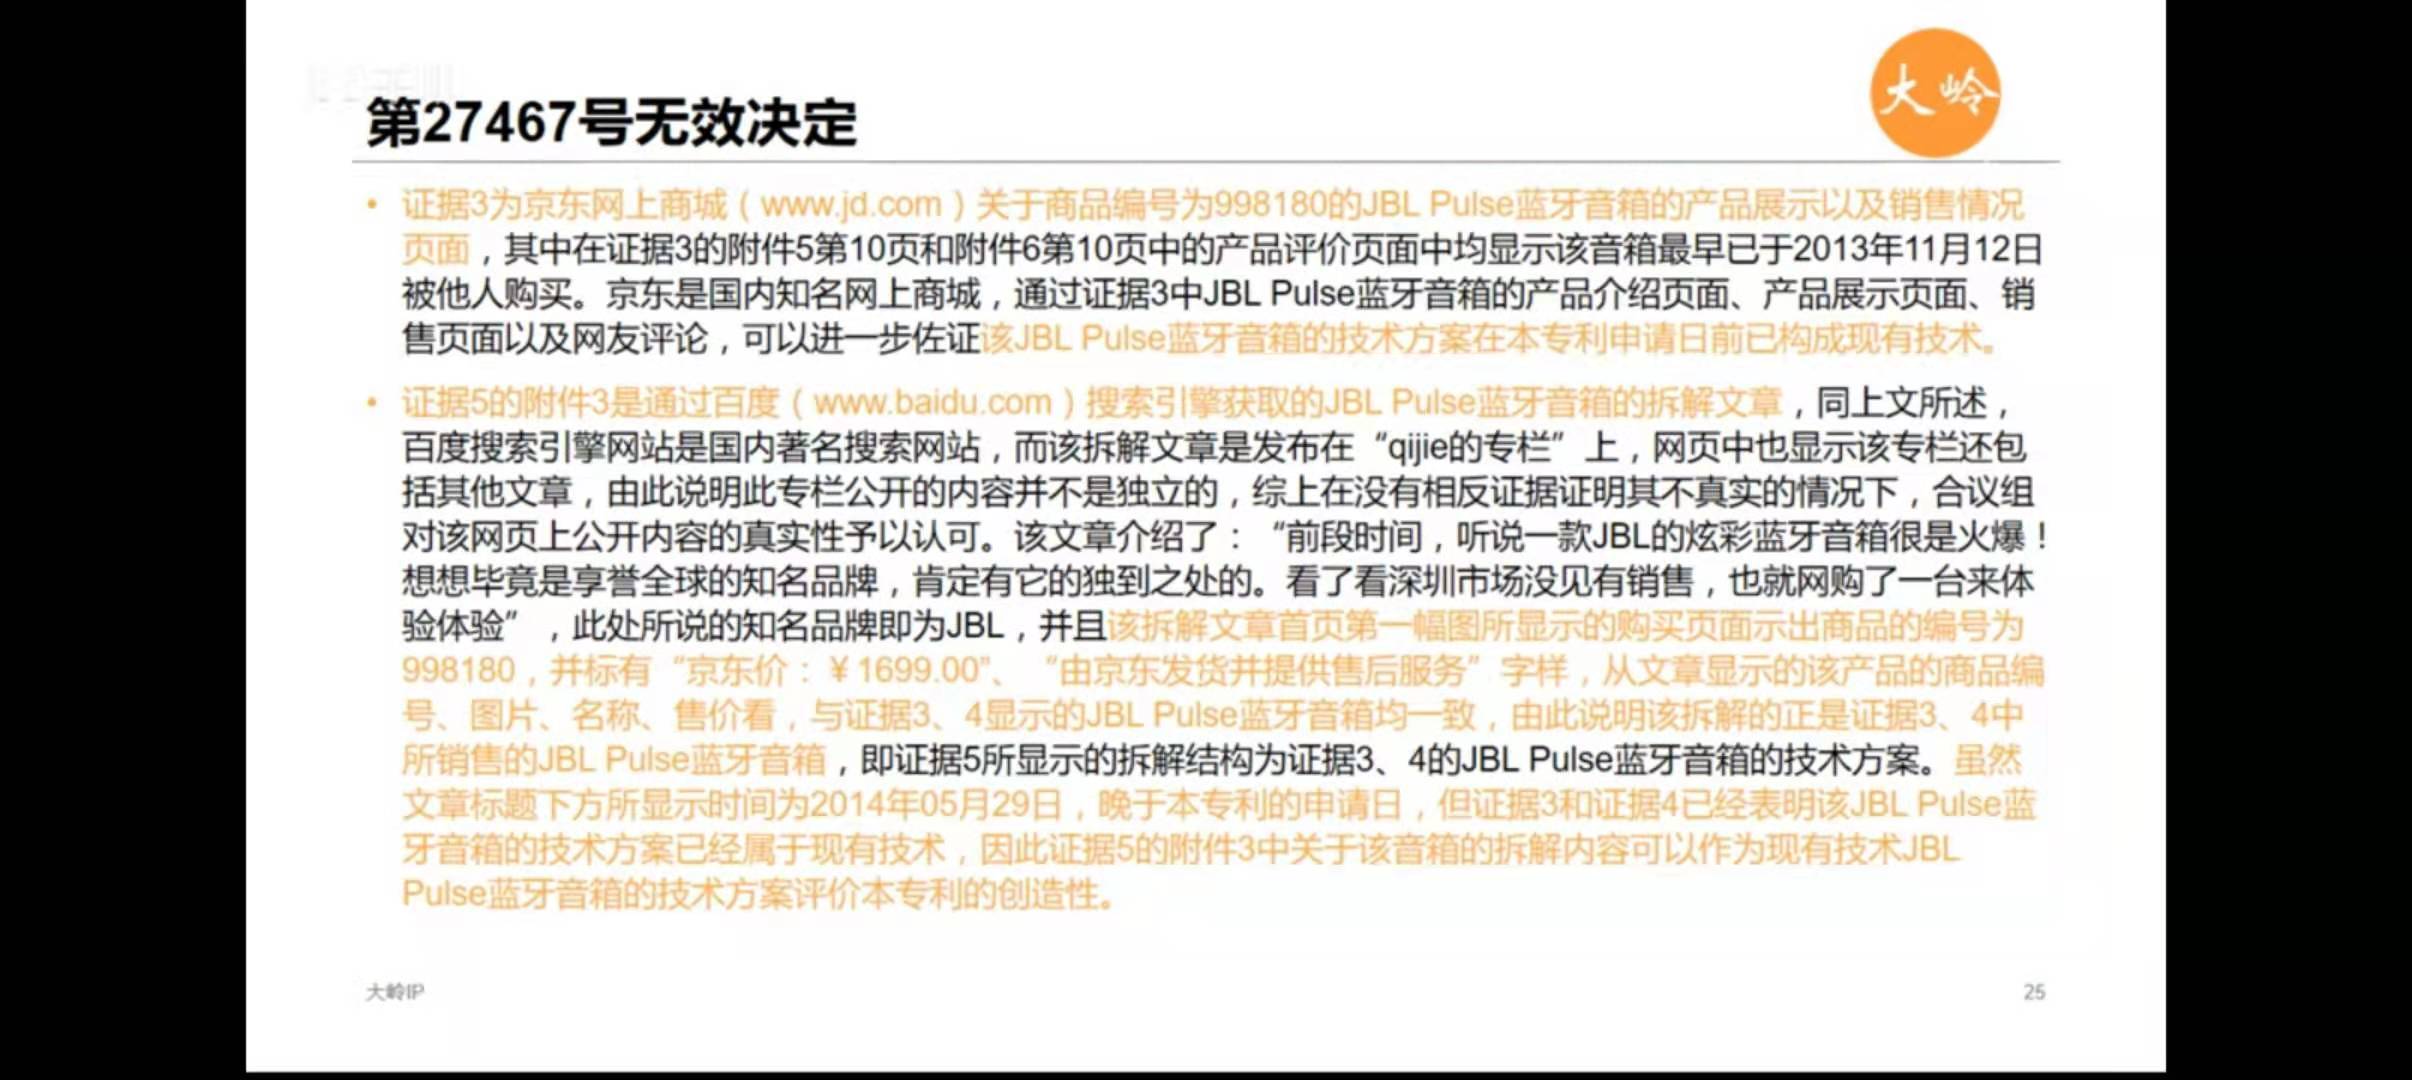 大岭
第27467号无效决定
• 证据3为京东网上商城（www.jd.com）关于商品编号为998180的JBL Pulse蓝牙音箱的产品展示以及销售情况
页面，其中在证据3的附件5第10页和附件6第10页中的产品评价页面中均显示该音箱最早已于2013年11月12日
被他人购买。京东是国内知名网上商城，通过证据3中JBL Pulse蓝牙音箱的产品介绍页面、产品展示页面、销
售页面以及网友评论，可以进一步佐证该JBL Pulse蓝牙音箱的技术方案在本专利申请日前已构成现有技术。
• 证据5的附件3是通过百度（www.baidu.com）搜索引擎获取的JBL Pulse蓝牙音箱的拆解文章，同上文所述，
百度搜索引擎网站是国内著名搜索网站，而该拆解文章是发布在“qijie的专栏”上，网页中也显示该专栏还包
括其他文章，由此说明此专栏公开的内容并不是独立的，综上在没有相反证据证明其不真实的情况下，合议组
对该网页上公开内容的真实性予以认可。该文章介绍了：“前段时间，听说一款JBL的炫彩蓝牙音箱很是火爆！
想想毕竟是享誉全球的知名品牌，肯定有它的独到之处的。看了看深圳市场没见有销售，也就网购了一台来体
验体验”，此处所说的知名品牌即为JBL，并且该拆解文章首页第一幅图所显示的购买页面示出商品的编号为
998180，并标有“京东价：￥1699.00”、“由京东发货并提供售后服务”字样，从文章显示的该产品的商品编
号、图片、名称、售价看，与证据3、4显示的JBL Pulse蓝牙音箱均一致，由此说明该拆解的正是证据3、4中
所销售的JBL Pulse蓝牙音箱，即证据5所显示的拆解结构为证据3、4的JBL Pulse蓝牙音箱的技术方案。虽然
文章标题下方所显示时间为2014年05月29日，晚于本专利的申请日，但证据3和证据4已经表明该JBL Pulse蓝
牙音箱的技术方案已经属于现有技术，因此证据5的附件3中关于该音箱的拆解内容可以作为现有技术JBL
Pulse蓝牙音箱的技术方案评价本专利的创造性。
大岭IP
25